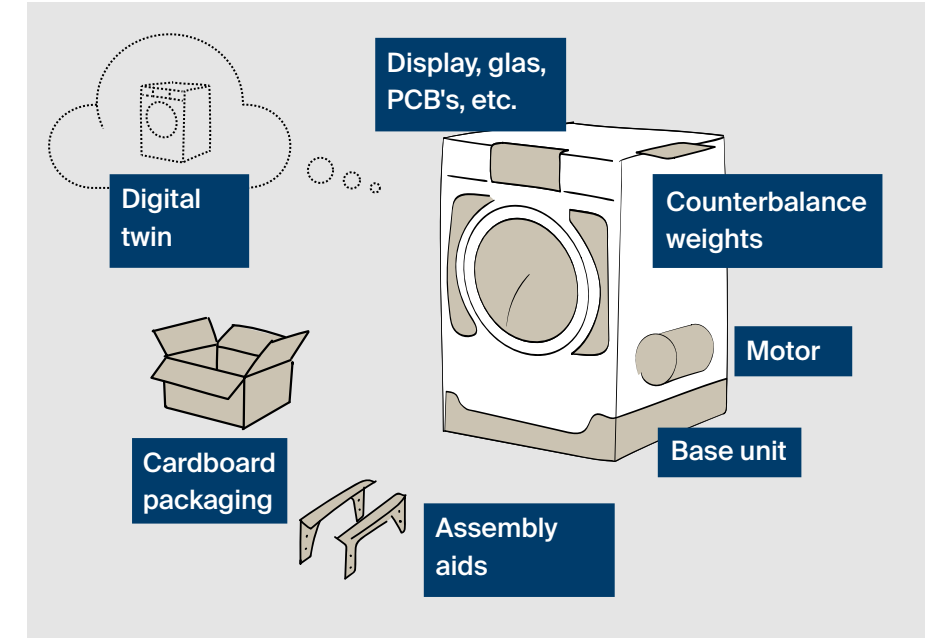 Display, glas,
PCB's, etc.
Digital
twin
Counterbalance
weights
Motor
Base unit
Cardboard
packaging
Assembly
aids